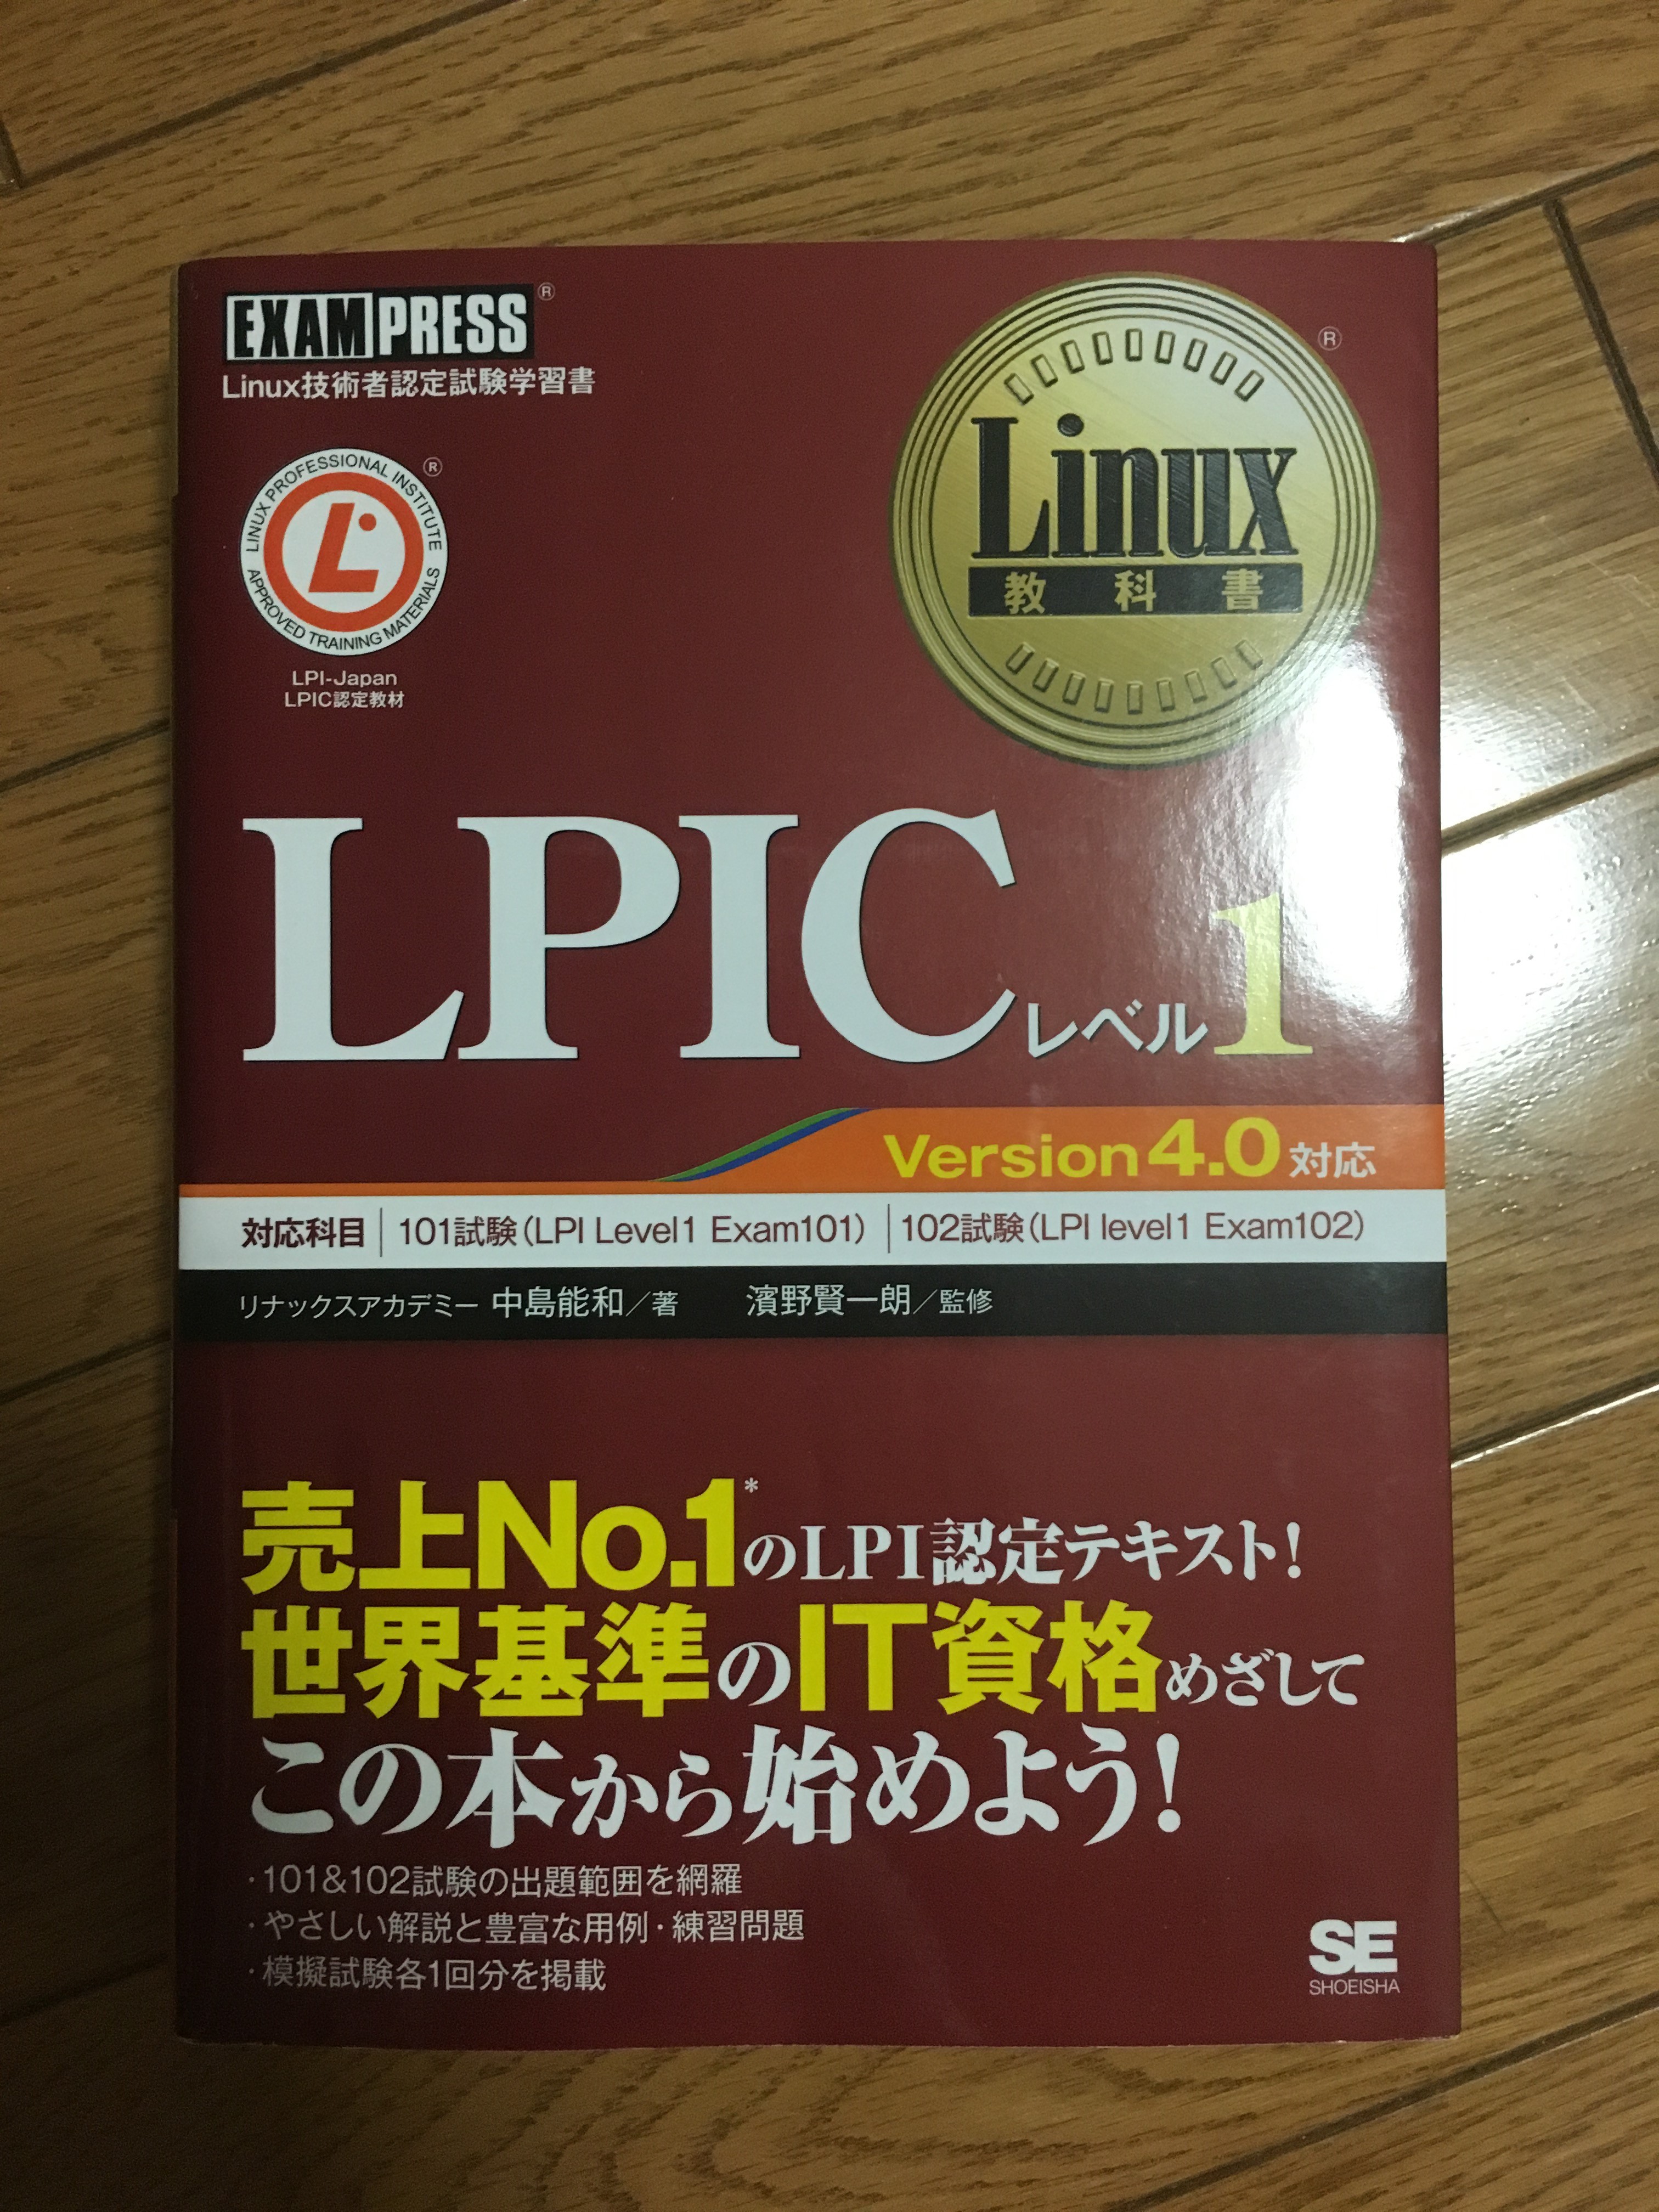 EXAMPRESS®
Linux技術者認定試験学習書
LINUX PROFESSIONAL INSTITUTE
APPROVED TRAINING MATERIALS
®
LPI-Japan
LPIC認定教材
®
Linux
教科書
LPICレベル1
Version4.0対応
対応科目 101試験(LPI Level1 Exam101) 102試験(LPI level1 Exam102)
リナックスアカデミー 中島能和/著 濱野賢一朗/監修
売上No.1*のLPI認定テキスト!
世界基準のIT資格めざして
この本から始めよう!
・101&102試験の出題範囲を網羅
・やさしい解説と豊富な用例・練習問題
・模擬試験各1回分を掲載
SE
SHOEISHA